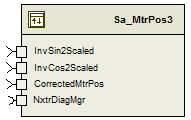 Sa_MtrPos3
InvSin2Scaled
InvCos2Scaled
CorrectedMtrPos
NxtrDiagMgr